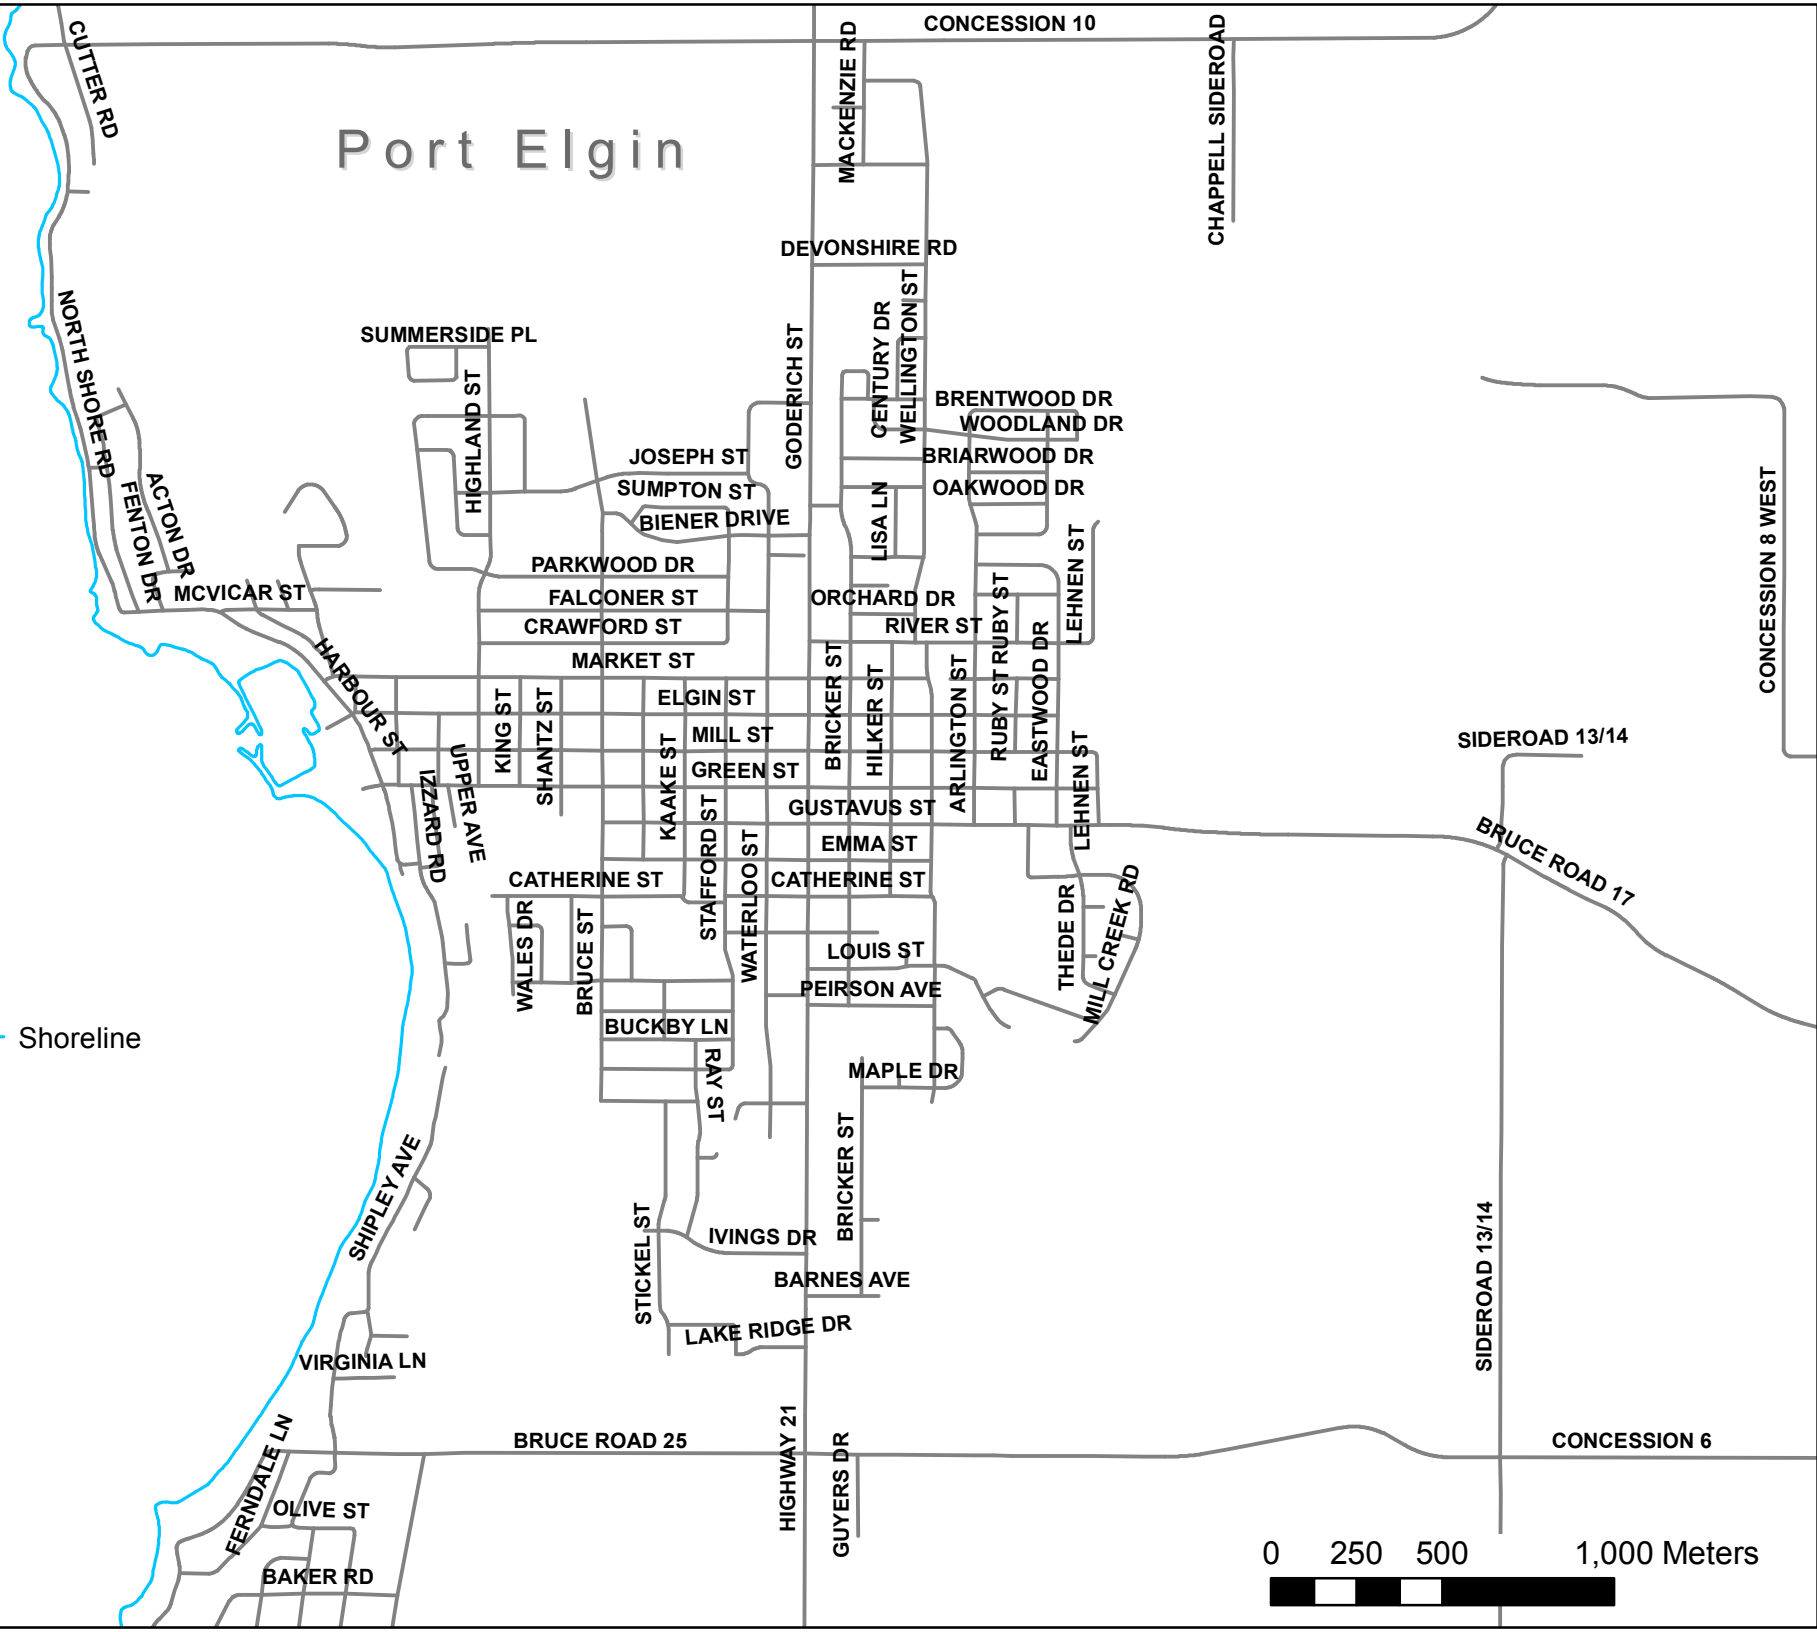 CONCESSION 10
CUTTER RD
MACKENZIE RD
CHAPPELL SIDEROAD
Port Elgin
DEVONSHIRE RD
NORTH SHORE RD
SUMMERSIDE PL
HIGHLAND ST
GODERICH ST
CENTURY DR
WELLINGTON ST
BRENTWOOD DR
WOODLAND DR
JOSEPH ST
BRIARWOOD DR
SUMPTON ST
OAKWOOD DR
BIENER DRIVE
LISA LN
ACTON DR
FENTON DR
CONCESSION 8 WEST
LEHNEN ST
PARKWOOD DR
MCVICAR ST
FALCONER ST
ORCHARD DR
CRAWFORD ST
RIVER ST
RUBY ST
EASTWOOD DR
MARKET ST
HARBOUR ST
ELGIN ST
BRICKER ST
HILKER ST
ARLINGTON ST
RUBY ST
KING ST
SHANTZ ST
MILL ST
SIDEROAD 13/14
UPPER AVE
IZZARD RD
KAAKE ST
GREEN ST
LEHNEN ST
GUSTAVUS ST
STAFFORD ST
WATERLOO ST
EMMA ST
BRUCE ROAD 17
CATHERINE ST
CATHERINE ST
WALES DR
BRUCE ST
THEDE DR
MILL CREEK RD
LOUIS ST
PEIRSON AVE
Shoreline
BUCKBY LN
RAY ST
MAPLE DR
SHIPLEY AVE
BRICKER ST
STICKEL ST
IVINGS DR
BARNES AVE
LAKE RIDGE DR
SIDEROAD 13/14
VIRGINIA LN
FERNDALE LN
BRUCE ROAD 25
HIGHWAY 21
GUYERS DR
CONCESSION 6
OLIVE ST
BAKER RD
0 250 500 1,000 Meters